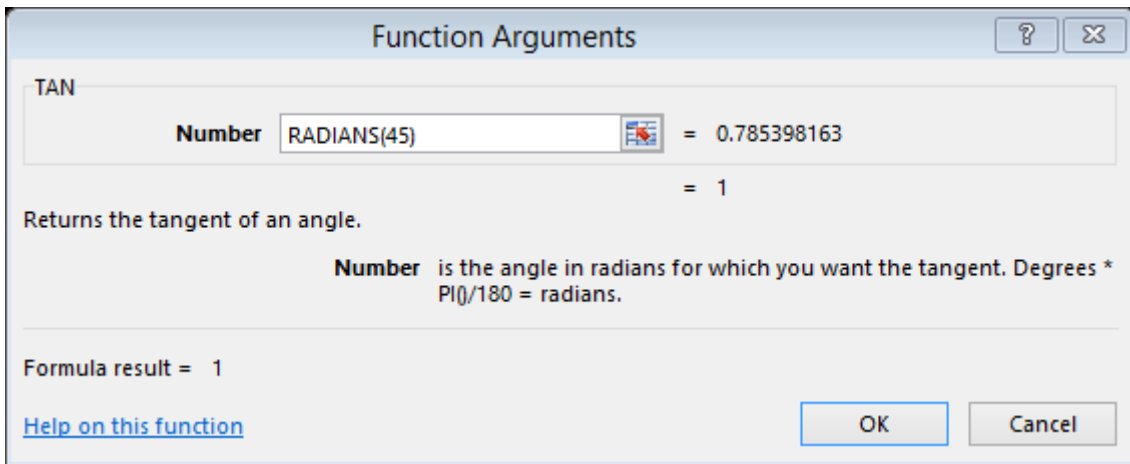 Function Arguments
TAN
Number RADIANS(45) = 0.785398163
= 1
Returns the tangent of an angle.
Number is the angle in radians for which you want the tangent. Degrees *
PI()/180 = radians.
Formula result = 1
Help on this function OK Cancel